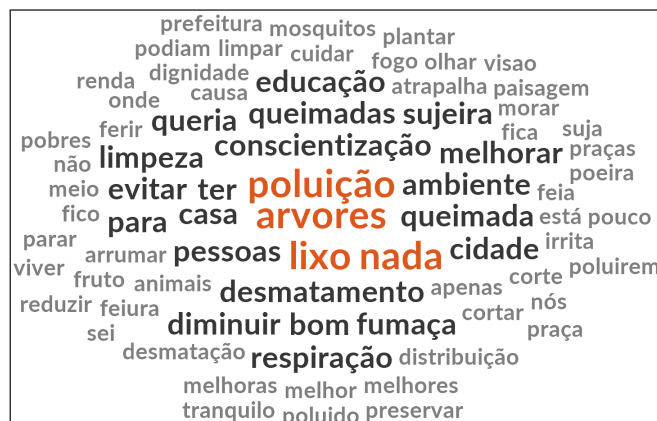 prefeitura mosquitos plantar
podiam limpar cuidar fogo olhar visao
renda dignidade educação atrapalha paisagem
onde causa queimadas sujeira morar
pobres ferir queria conscientização fica suja
não limpeza melhorar praças
meio evitar ter poluição ambiente feia poeira
fico para casa arvores queimada está pouco
parar arrumar pessoas lixo nada cidade irrita
viver fruto animais desmatamento apenas corte poluirem
reduzir feiura diminuir bom fumaça cortar nós
sei praça
desmatação respiração distribuição
melhoras melhor melhores
tranquilo poluido preservar